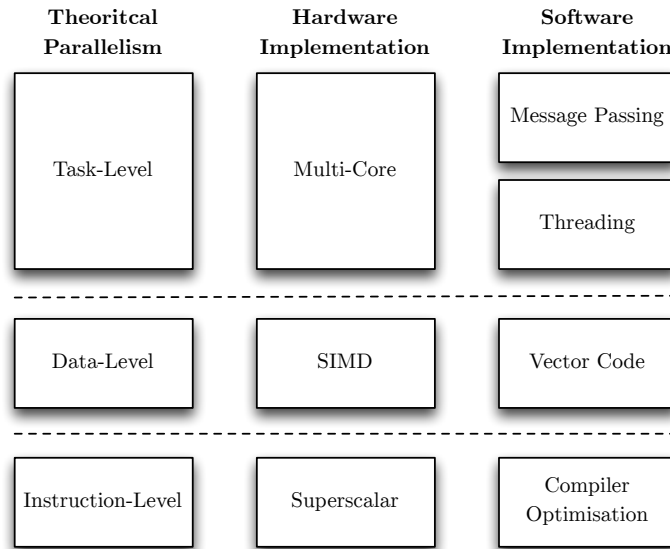 Theoritcal
Parallelism
Hardware
Implementation
Software
Implementation
Task-Level
Multi-Core
Message Passing
Threading
Data-Level
SIMD
Vector Code
Instruction-Level
Superscalar
Compiler
Optimisation